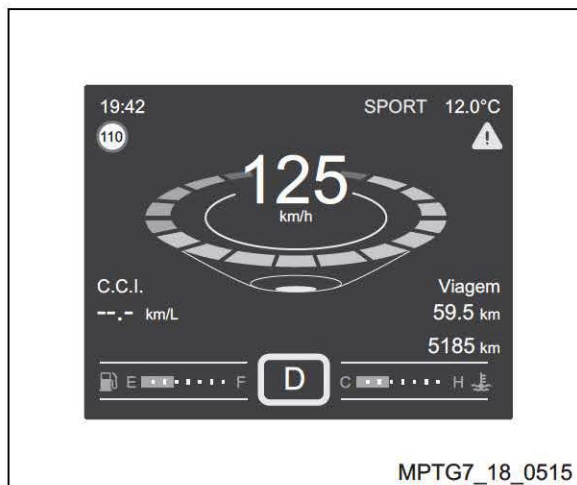 19:42 SPORT 12.0°C
110
125
km/h
C.C.I. Viagem
--.- km/L 59.5 km
5185 km
E F D C H
MPTG7_18_0515